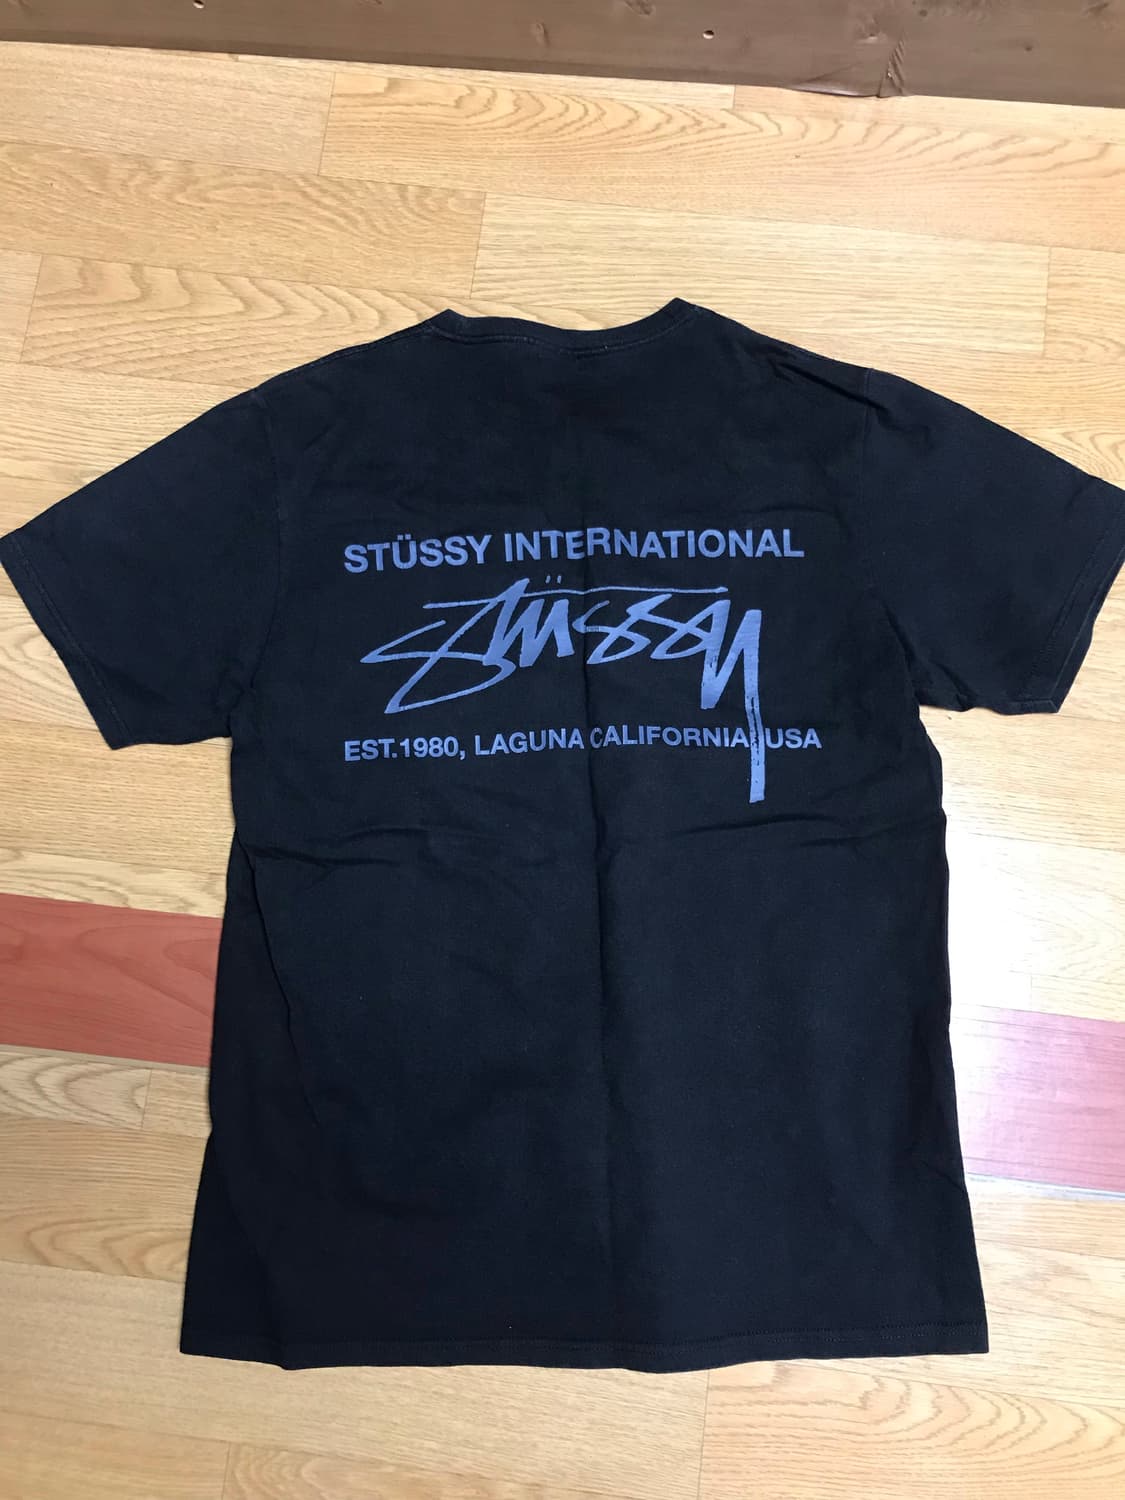 STÜSSY INTERNATIONAL
Stüssy
EST.1980, LAGUNA CALIFORNIA, USA